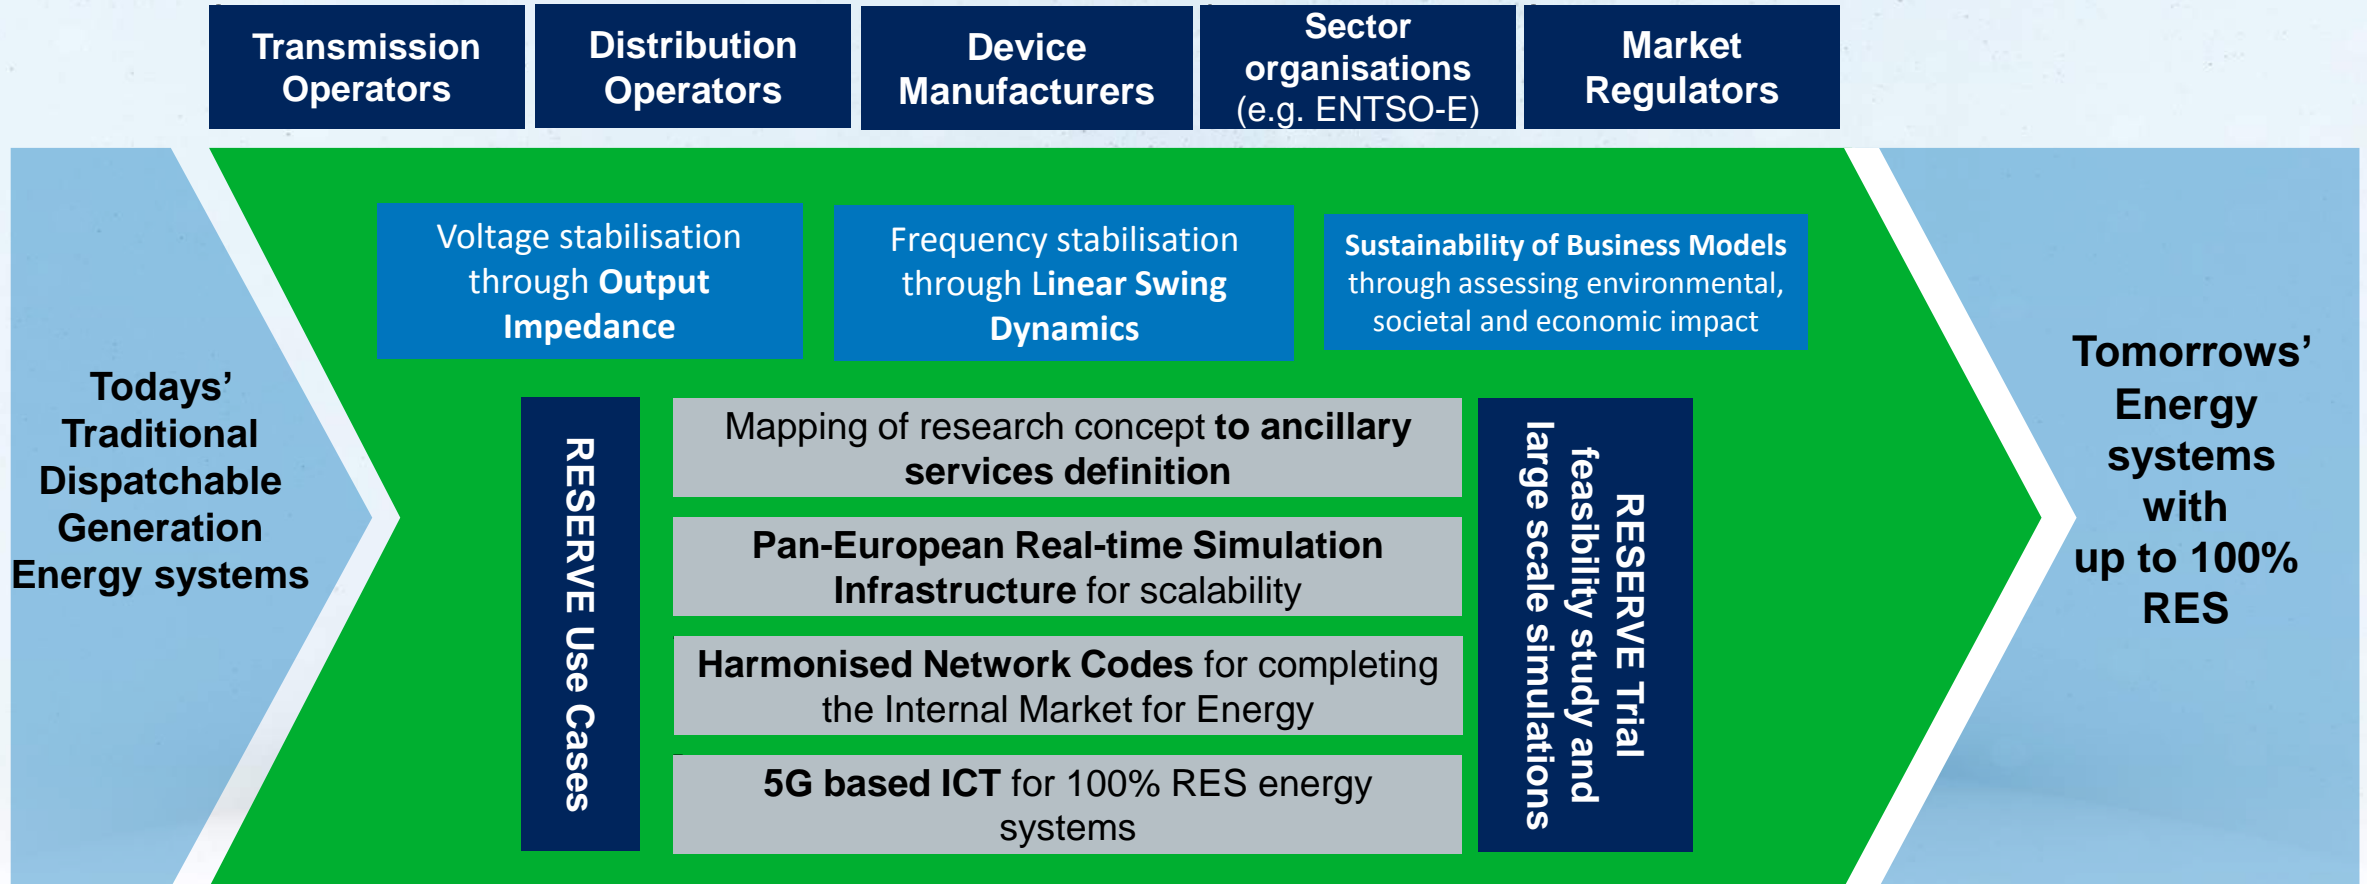 Transmission
Operators
Distribution
Operators
Device
Manufacturers
Sector
organisations
(e.g. ENTSO-E)
Market
Regulators
Todays’
Traditional
Dispatchable
Generation
Energy systems
Voltage stabilisation
through Output
Impedance
Frequency stabilisation
through Linear Swing
Dynamics
Sustainability of Business Models
through assessing environmental,
societal and economic impact
RESERVE Use Cases
Mapping of research concept to ancillary
services definition
Pan-European Real-time Simulation
Infrastructure for scalability
Harmonised Network Codes for completing
the Internal Market for Energy
5G based ICT for 100% RES energy
systems
RESERVE Trial
feasibility study and
large scale simulations
Tomorrows’
Energy
systems
with
up to 100%
RES